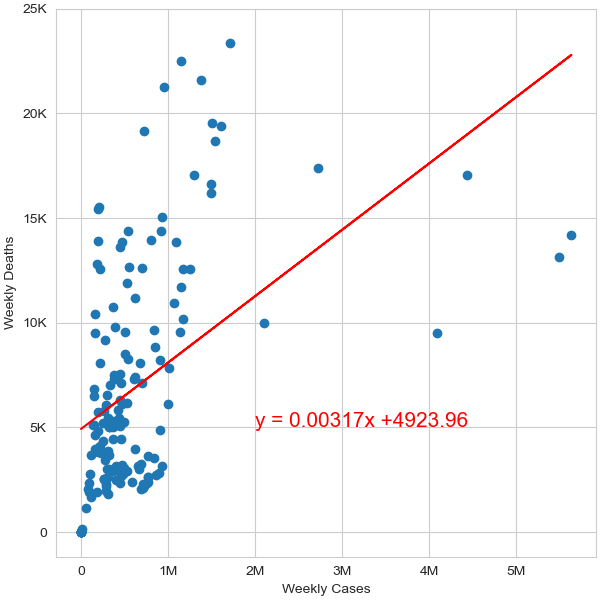 25K
20K
15K
10K
5K
0
Weekly Deaths
y = 0.00317x +4923.96
0 1M 2M 3M 4M 5M
Weekly Cases